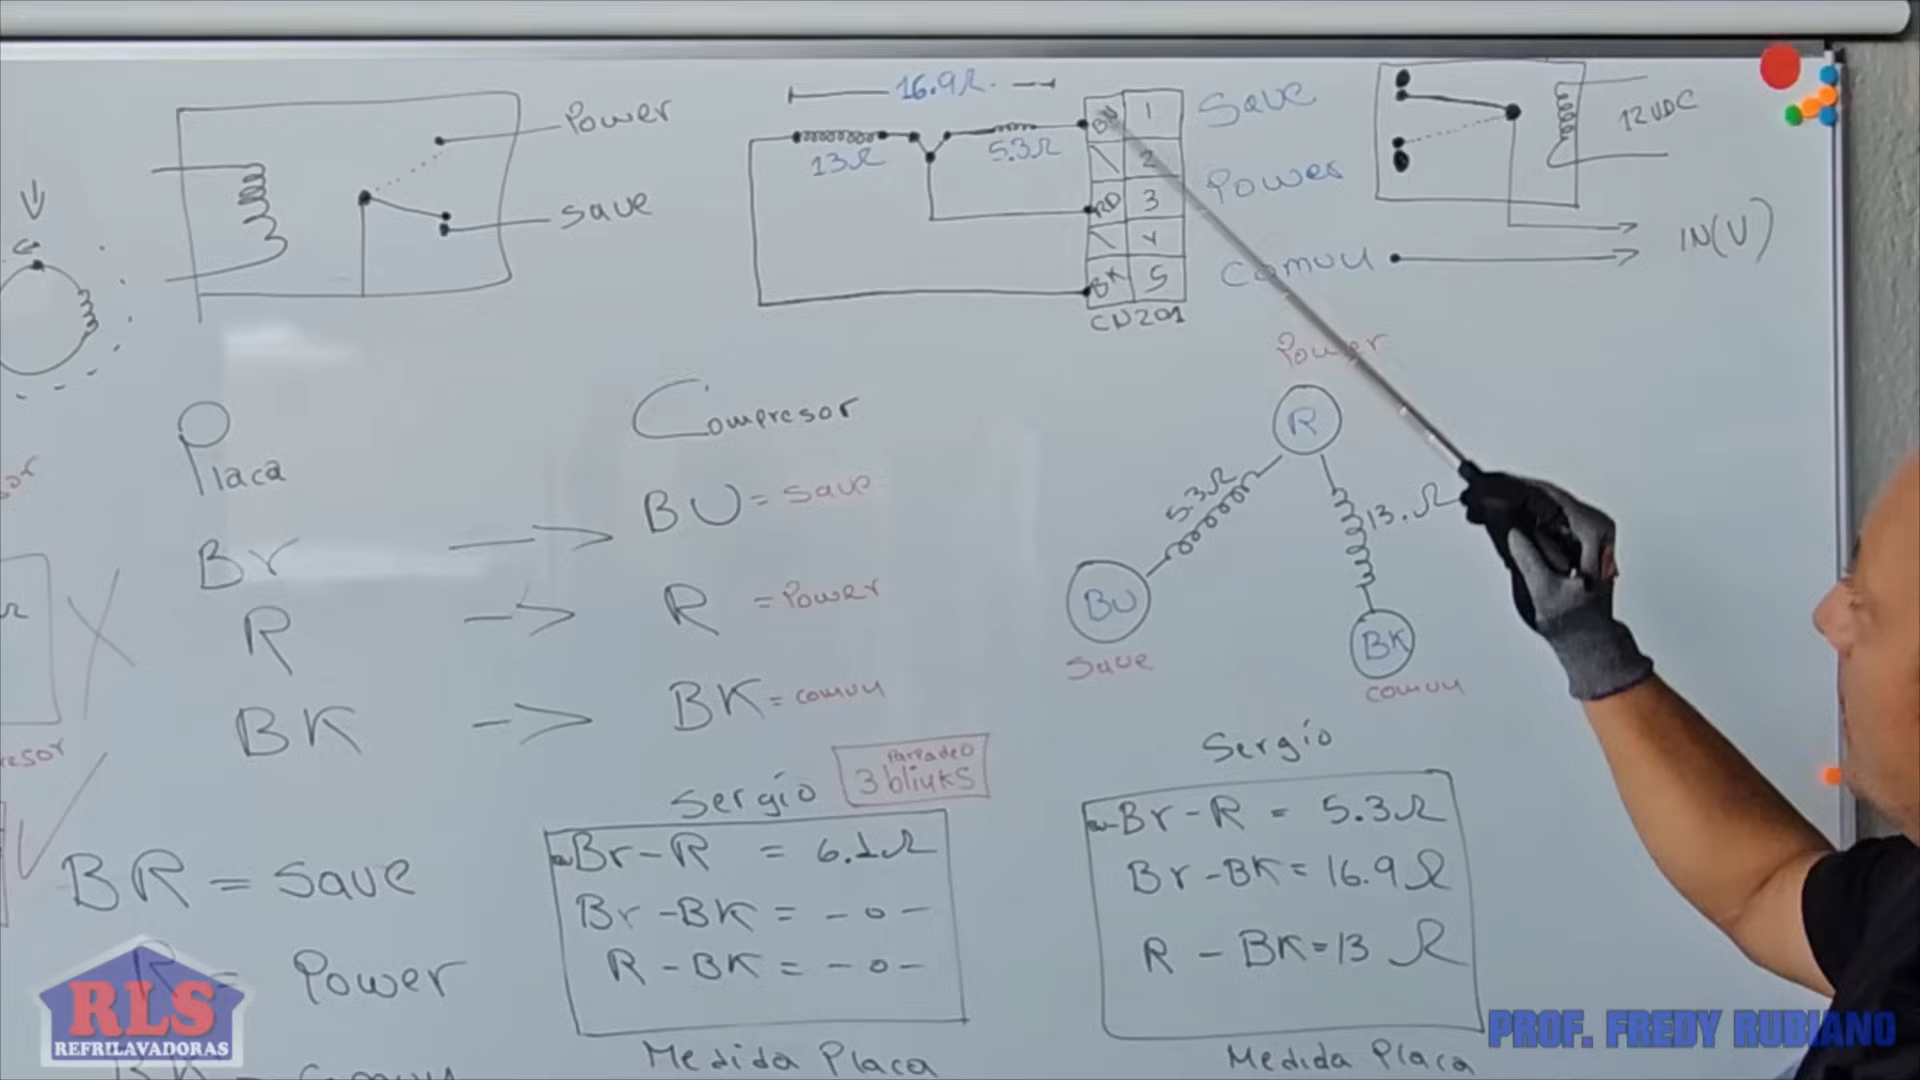 Power
save
16.9Ω
13Ω
5.3Ω
BU 1
2
RD 3
4
BK 5
CN201
Save
Power
comun
12VDC
IN(V)
Placa
Br
R
BK
Compresor
BU = save
R = Power
BK = comun
Power
R
5.3Ω
13.Ω
BU
Save
BK
comun
BR = save
R = Power
Sergio
Parpadeo
3 blinks
Br-R = 6.1Ω
Br-BK = -0-
R-BK = -0-
Medida Placa
Sergio
Br-R = 5.3Ω
Br-BK = 16.9Ω
R-BK = 13 Ω
Medida Placa
RLS
REFRILAVADORAS
PROF. FREDY RUBIANO